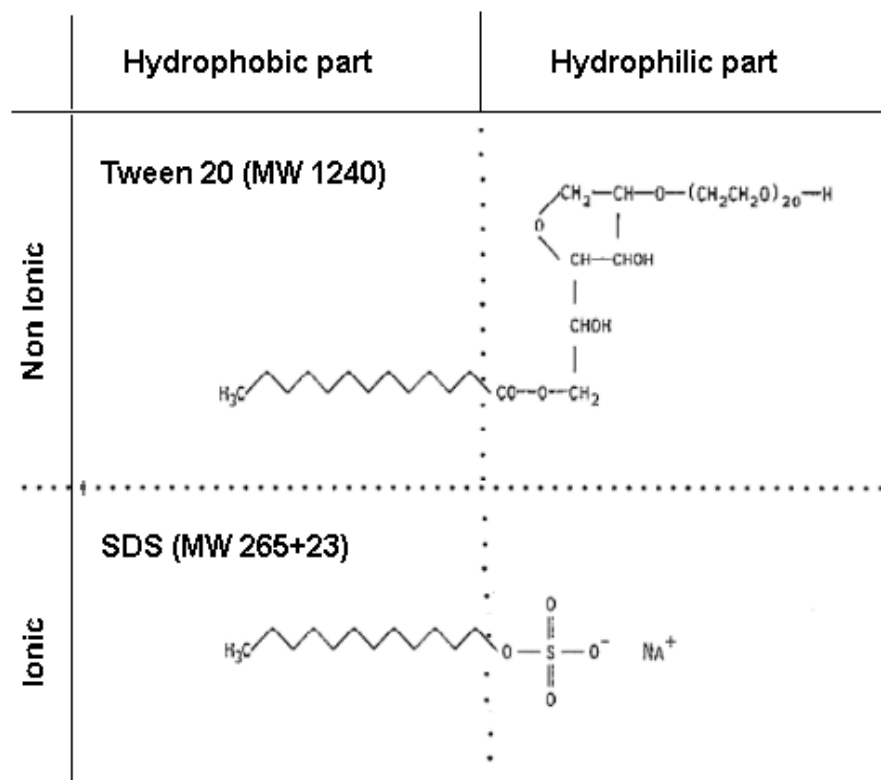 Hydrophobic part Hydrophilic part
Non Ionic
Tween 20 (MW 1240)
CH₂—CH—O—(CH₂CH₂O)₂₀—H
O
CH—CHOH
CHOH
H₃C CO—O—CH₂
Ionic
SDS (MW 265+23)
O
H₃C O—S—O⁻ NA⁺
O